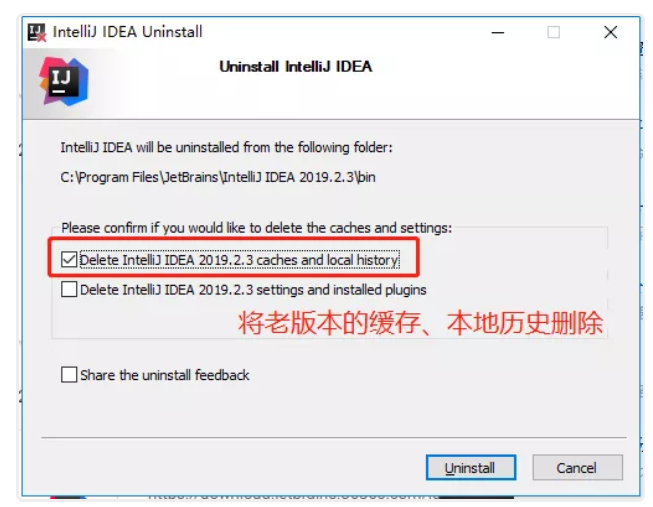 IntelliJ IDEA Uninstall
IJ
Uninstall IntelliJ IDEA
IntelliJ IDEA will be uninstalled from the following folder:
C:\Program Files\JetBrains\IntelliJ IDEA 2019.2.3\bin
Please confirm if you would like to delete the caches and settings:
Delete IntelliJ IDEA 2019.2.3 caches and local history
Delete IntelliJ IDEA 2019.2.3 settings and installed plugins
将老版本的缓存、本地历史删除
Share the uninstall feedback
Uninstall
Cancel